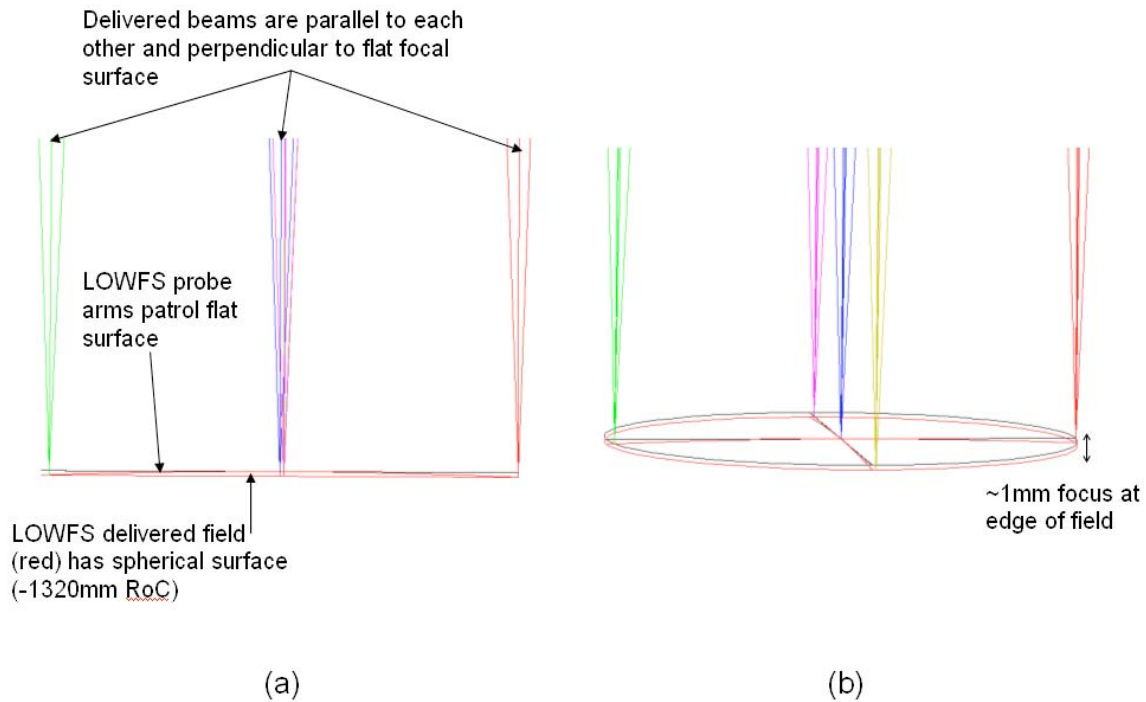 Delivered beams are parallel to each
other and perpendicular to flat focal
surface
LOWFS probe
arms patrol flat
surface
LOWFS delivered field
(red) has spherical surface
(-1320mm RoC)
~1mm focus at
edge of field
(a)
(b)